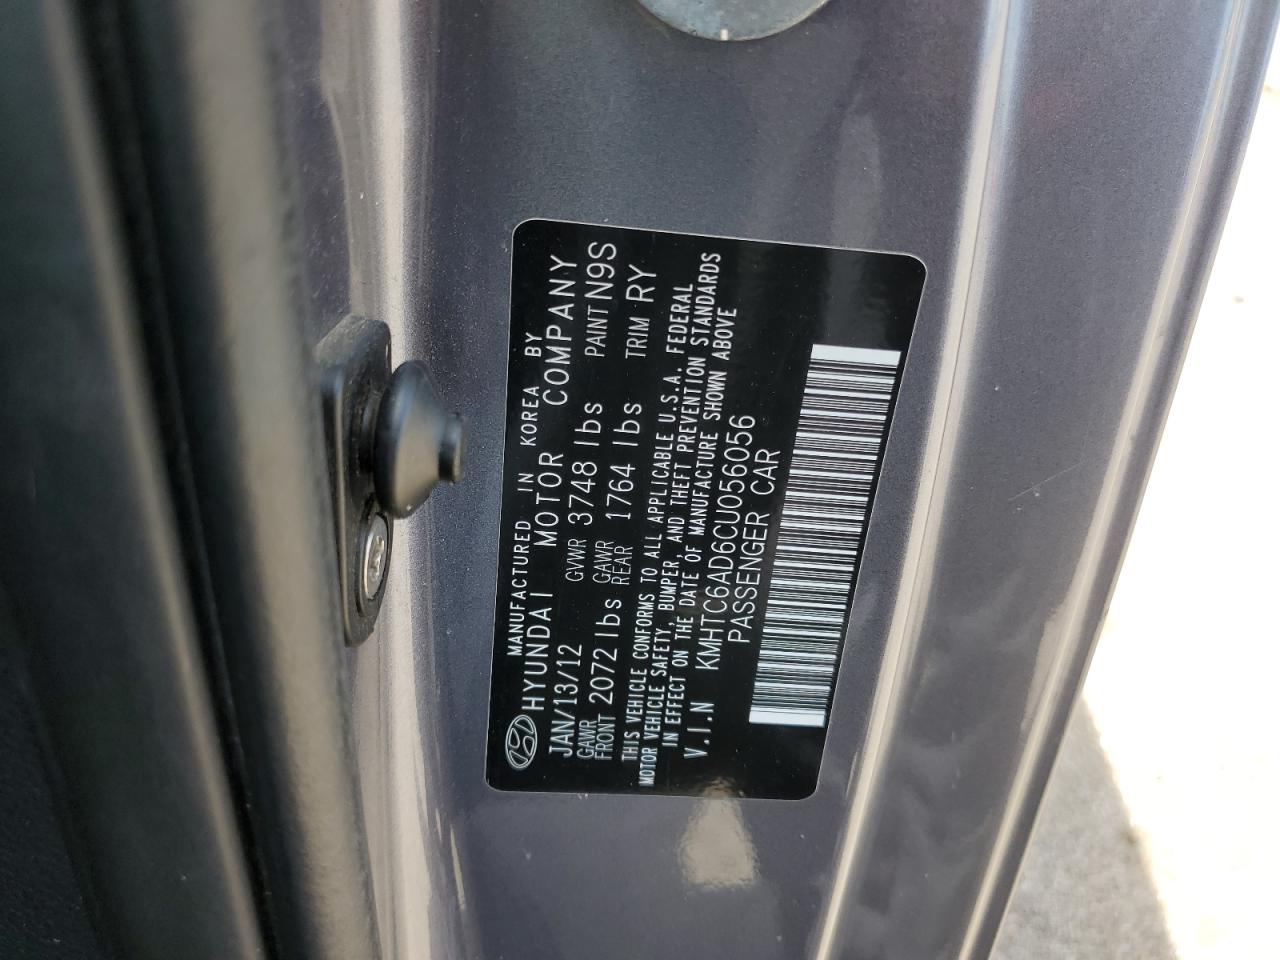 MANUFACTURED IN KOREA BY
HYUNDAI MOTOR COMPANY
JAN/13/12 GVWR 3748 lbs PAINT N9S
GAWR FRONT 2072 lbs GAWR REAR 1764 lbs TRIM RY
THIS VEHICLE CONFORMS TO ALL APPLICABLE U.S.A. FEDERAL
MOTOR VEHICLE SAFETY, BUMPER, AND THEFT PREVENTION STANDARDS
IN EFFECT ON THE DATE OF MANUFACTURE SHOWN ABOVE
V.I.N KMHTC6AD6CU056056
PASSENGER CAR